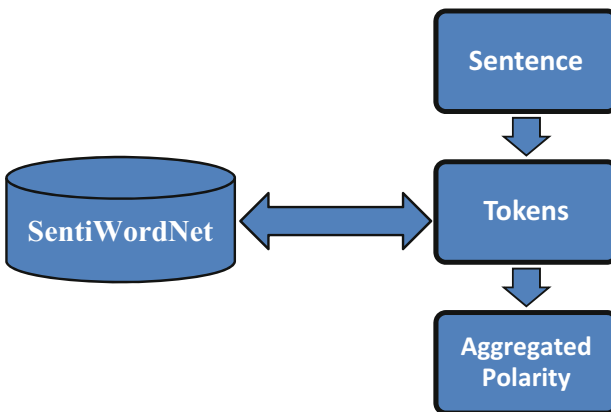 Sentence
SentiWordNet
Tokens
Aggregated
Polarity